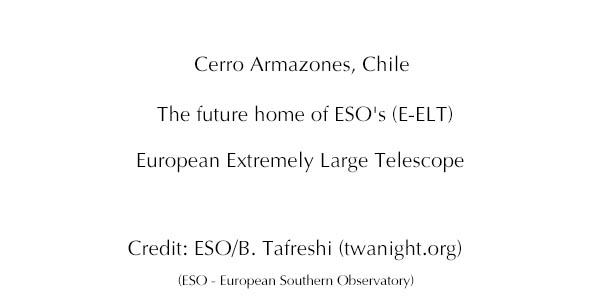 Cerro Armazones, Chile
The future home of ESO's (E-ELT)
European Extremely Large Telescope
Credit: ESO/B. Tafreshi (twanight.org)
(ESO - European Southern Observatory)